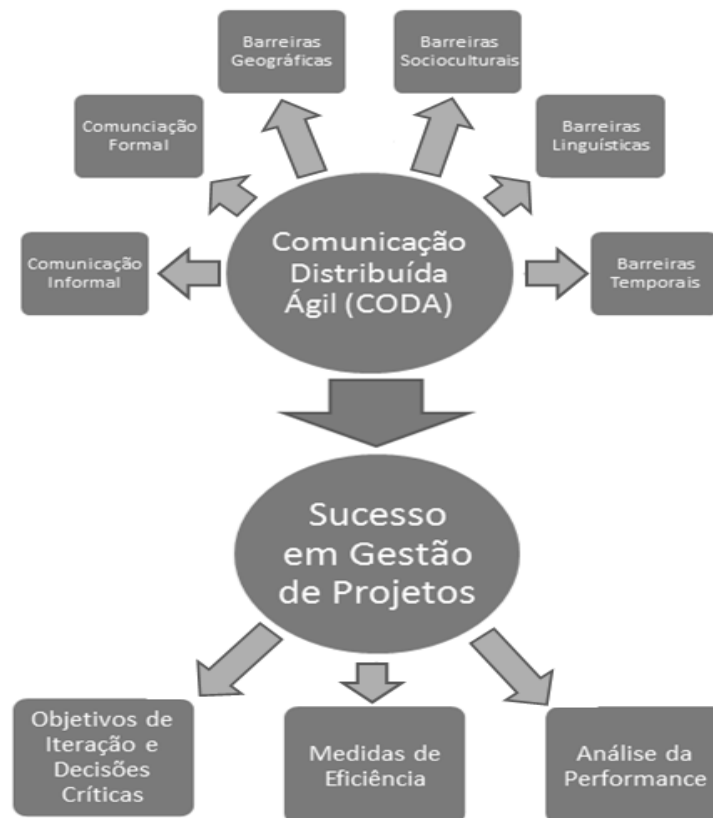 Barreiras
Geográficas
Barreiras
Socioculturais
Comunciação
Formal
Barreiras
Linguísticas
Comunicação
Informal
Comunicação
Distribuída
Ágil (CODA)
Barreiras
Temporais
Sucesso
em Gestão
de Projetos
Objetivos de
Iteração e
Decisões
Críticas
Medidas de
Eficiência
Análise da
Performance